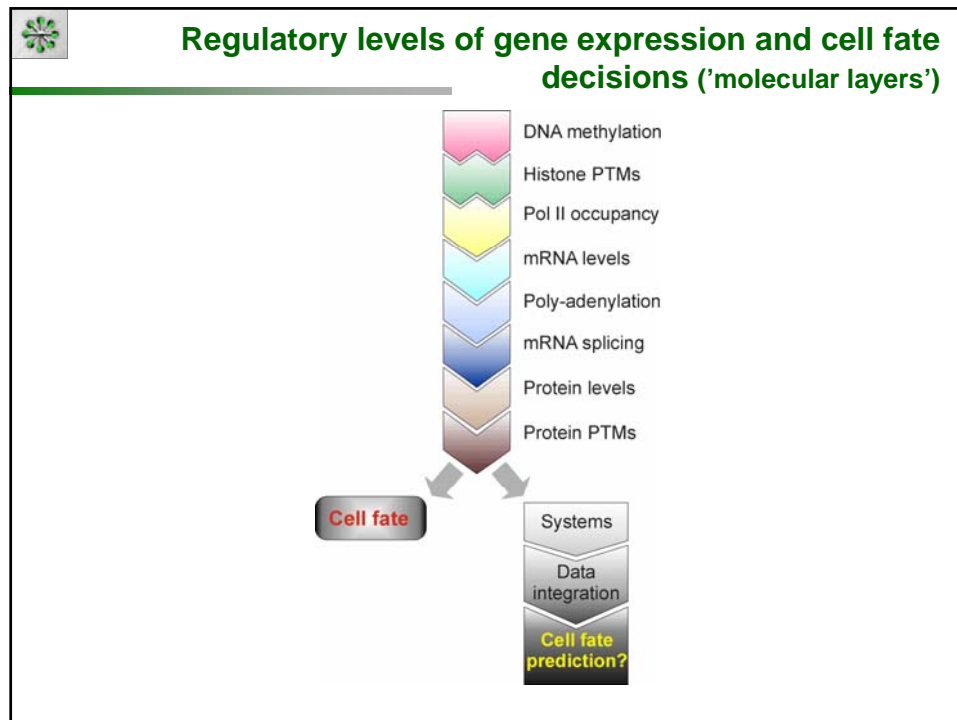 Regulatory levels of gene expression and cell fate
decisions (’molecular layers’)
DNA methylation
Histone PTMs
Pol II occupancy
mRNA levels
Poly-adenylation
mRNA splicing
Protein levels
Protein PTMs
Cell fate
Systems
Data
integration
Cell fate
prediction?